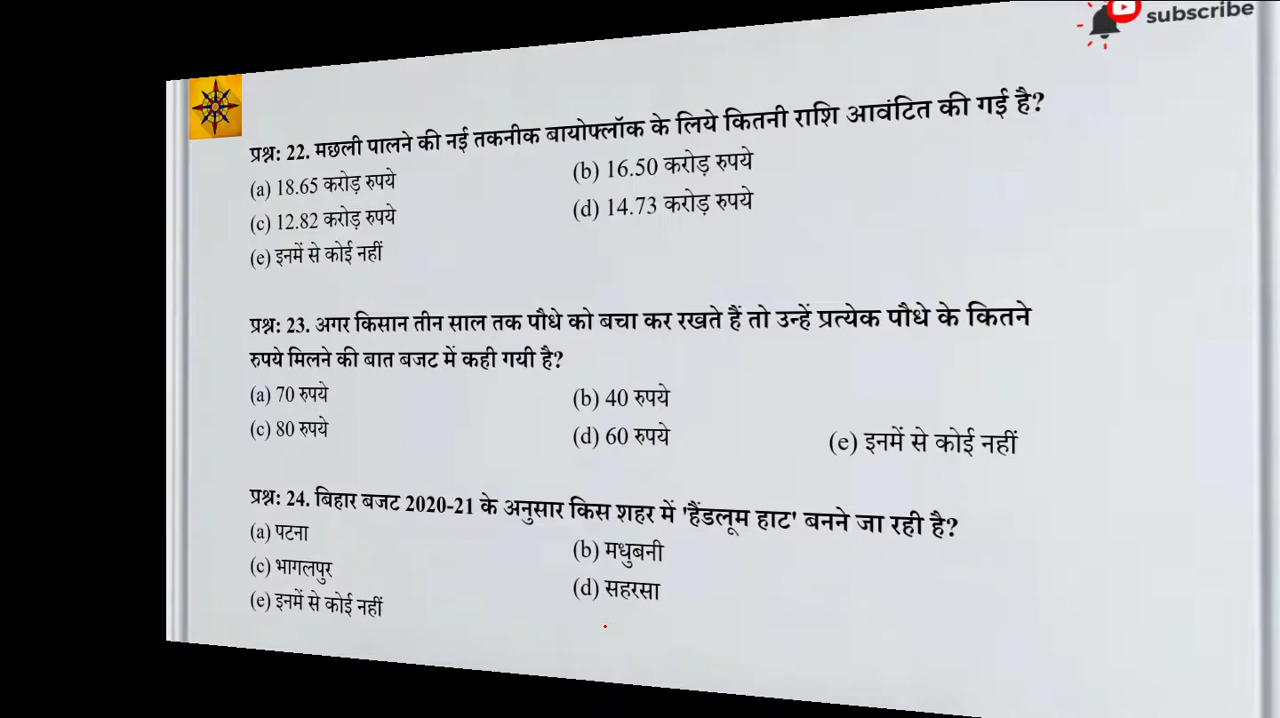 subscribe
प्रश्न: 22. मछली पालने की नई तकनीक बायोफ्लॉक के लिये कितनी राशि आवंटित की गई है?
(a) 18.65 करोड़ रुपये (b) 16.50 करोड़ रुपये
(c) 12.82 करोड़ रुपये (d) 14.73 करोड़ रुपये
(e) इनमें से कोई नहीं
प्रश्न: 23. अगर किसान तीन साल तक पौधे को बचा कर रखते हैं तो उन्हें प्रत्येक पौधे के कितने
रुपये मिलने की बात बजट में कही गयी है?
(a) 70 रुपये (b) 40 रुपये
(c) 80 रुपये (d) 60 रुपये (e) इनमें से कोई नहीं
प्रश्न: 24. बिहार बजट 2020-21 के अनुसार किस शहर में 'हैंडलूम हाट' बनने जा रही है?
(a) पटना (b) मधुबनी
(c) भागलपुर (d) सहरसा
(e) इनमें से कोई नहीं